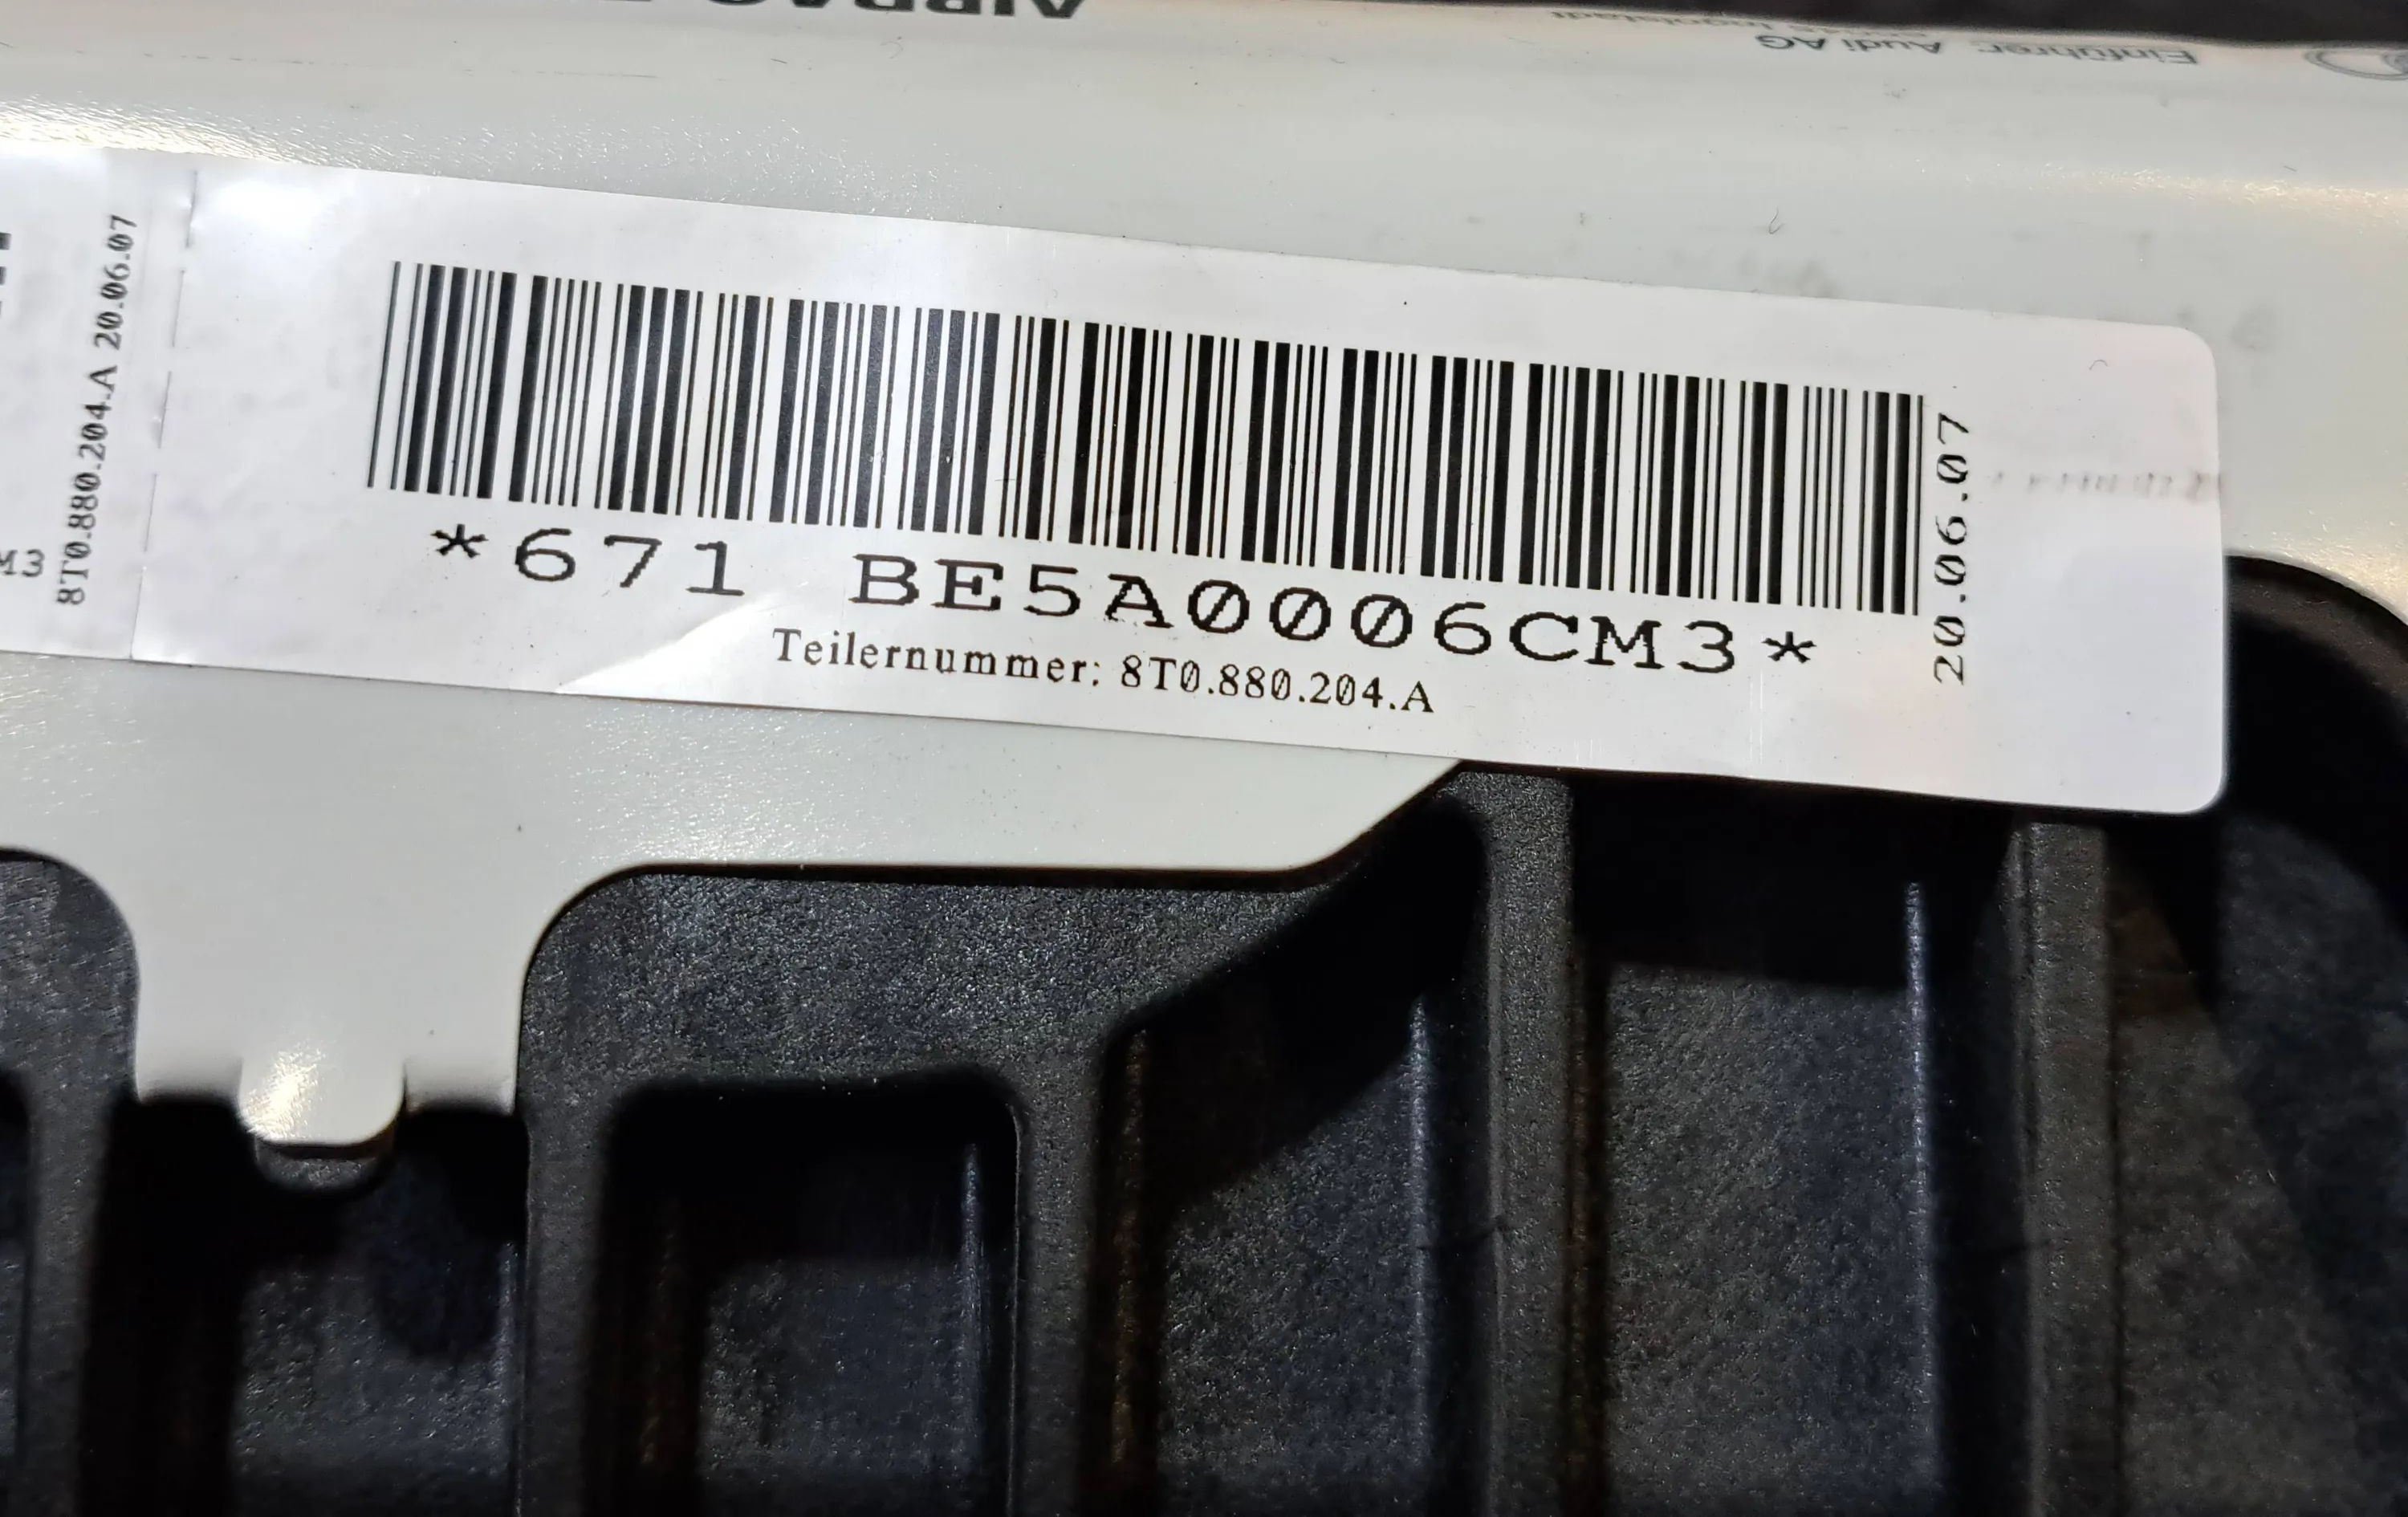 Einführer: Audi AG
Ingolstadt
M3
8T0.880.204.A 20.06.07
*671 BE5A0006CM3*
Teilernummer: 8T0.880.204.A
20.06.07